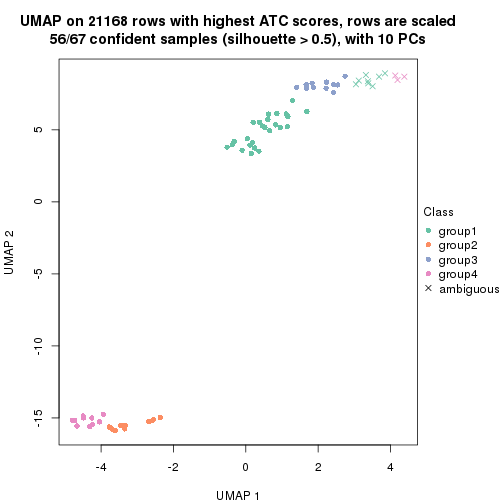 UMAP on 21168 rows with highest ATC scores, rows are scaled
56/67 confident samples (silhouette > 0.5), with 10 PCs
5
0
-5
-10
-15
UMAP 2
-4
-2
0
2
4
UMAP 1
Class
group1
group2
group3
group4
ambiguous